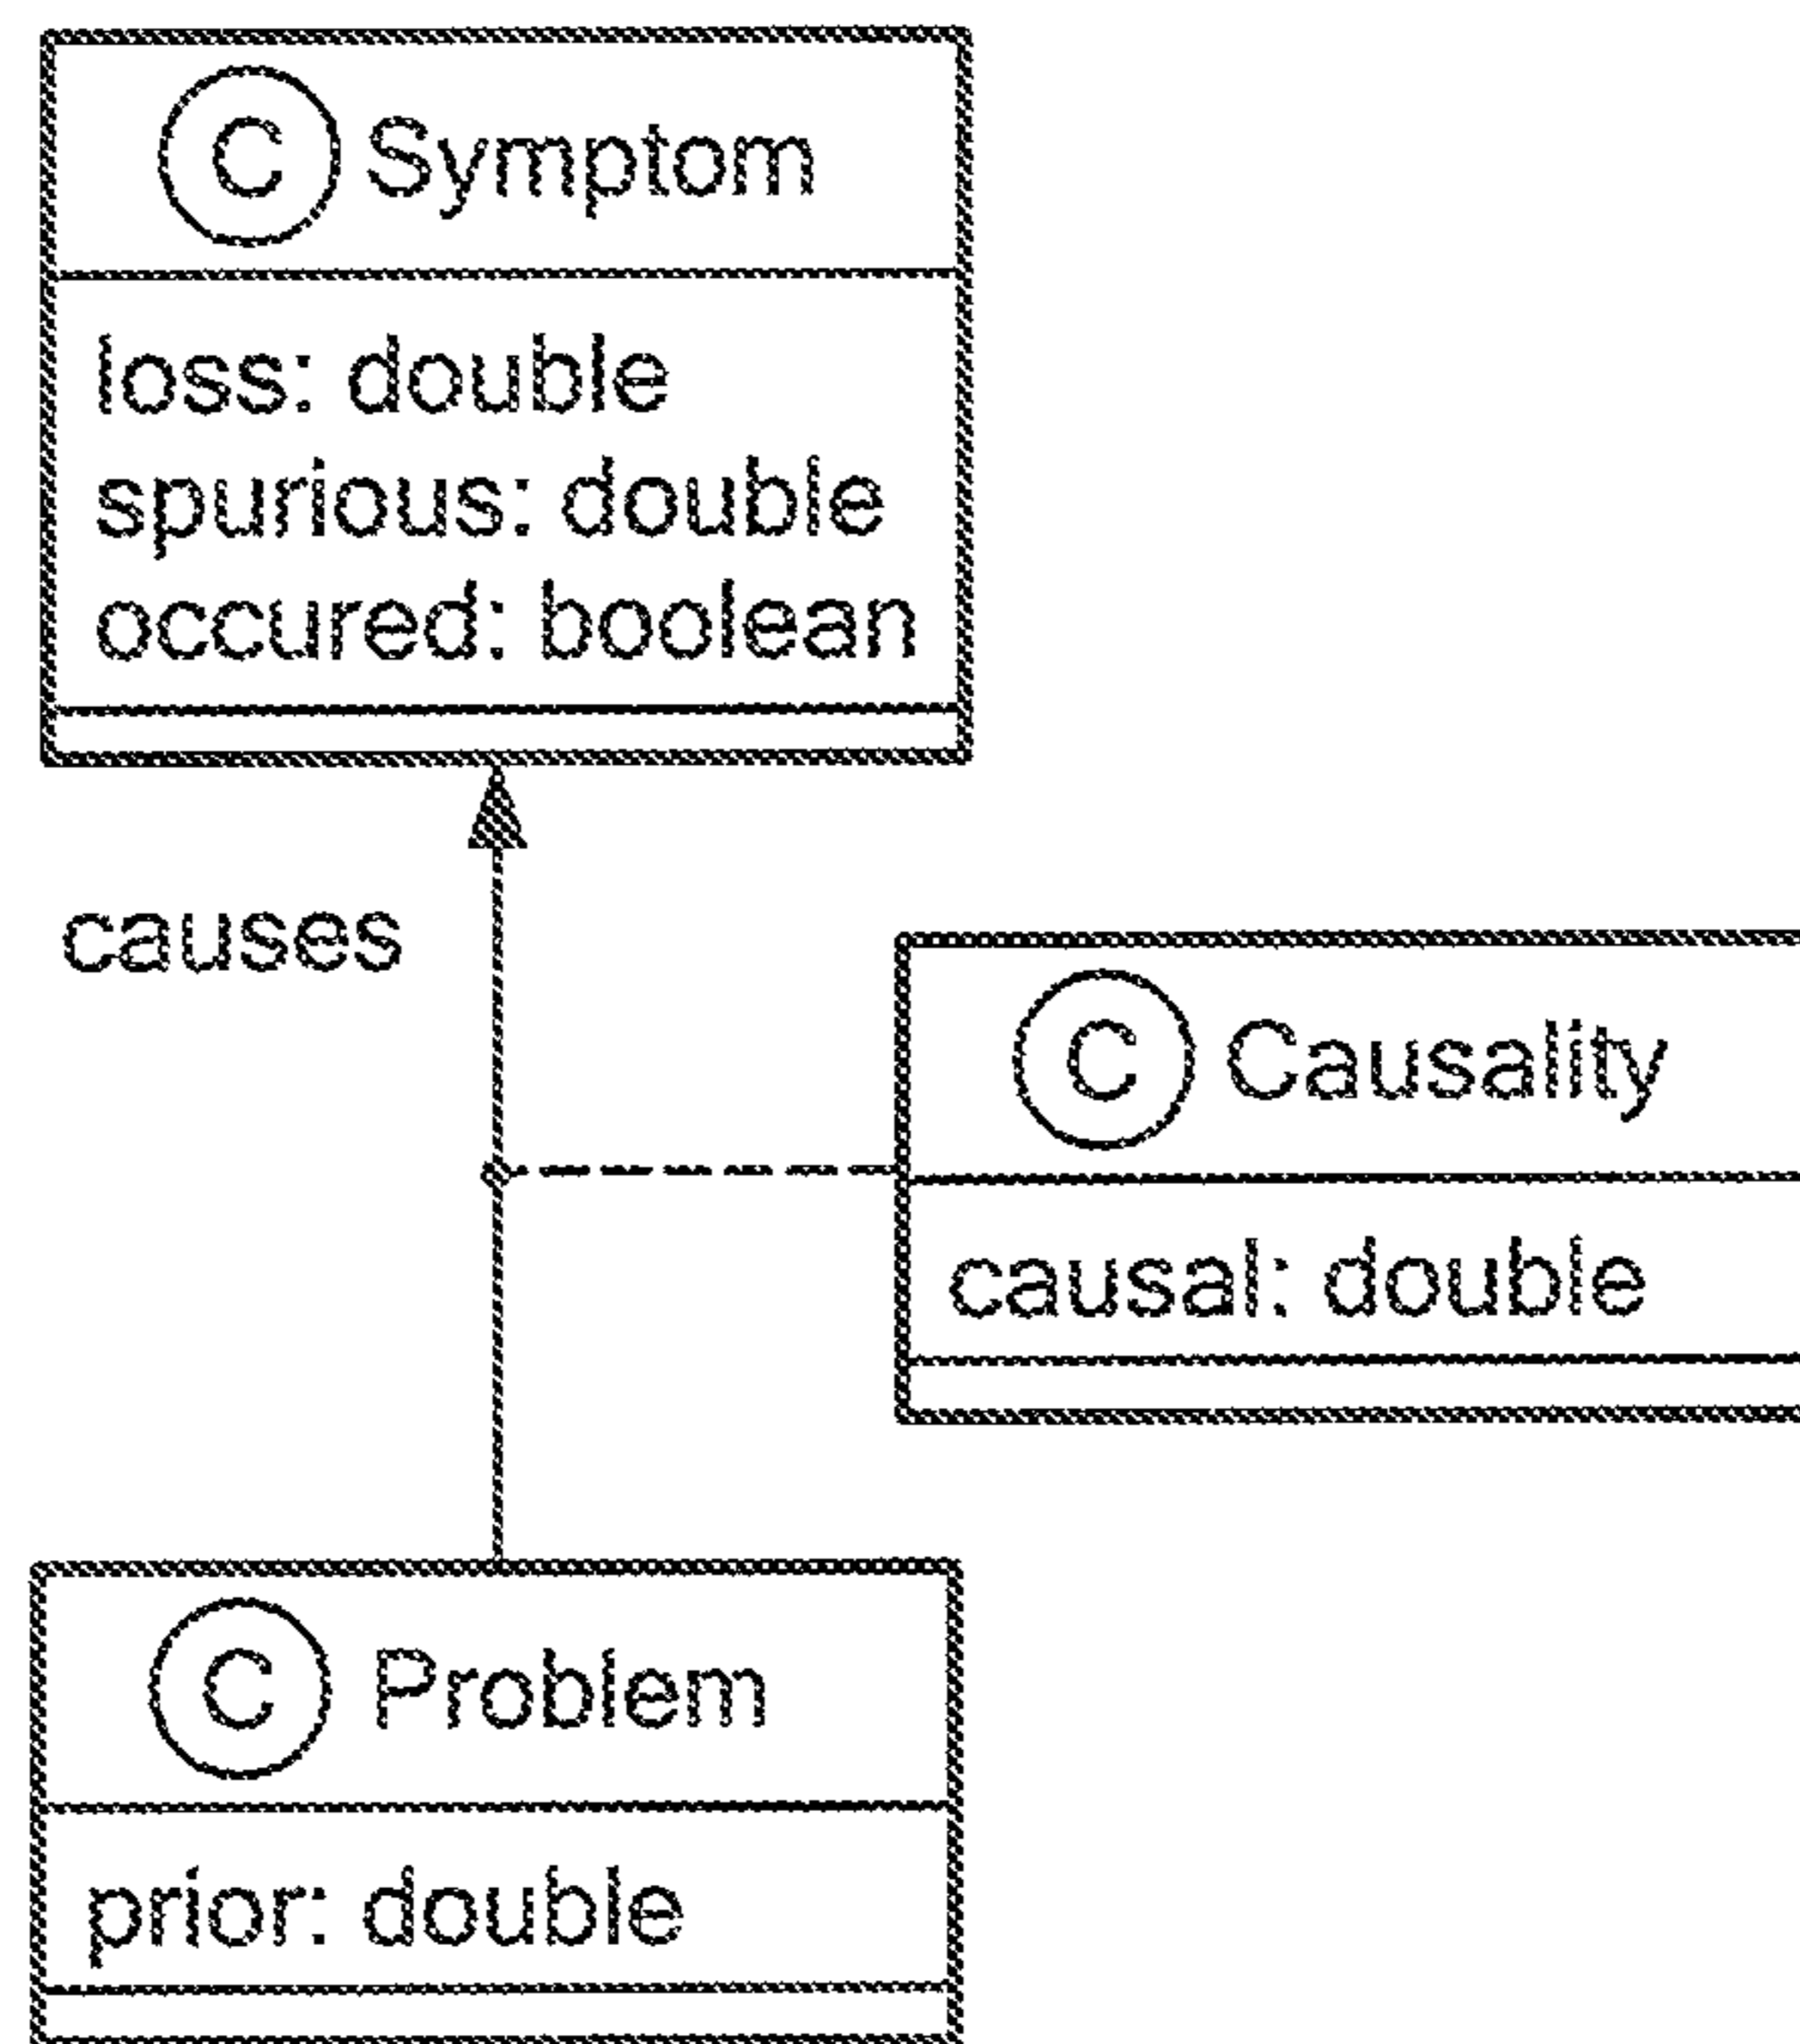 C Symptom
loss: double
spurious: double
occured: boolean
causes
C Causality
causal: double
C Problem
prior: double